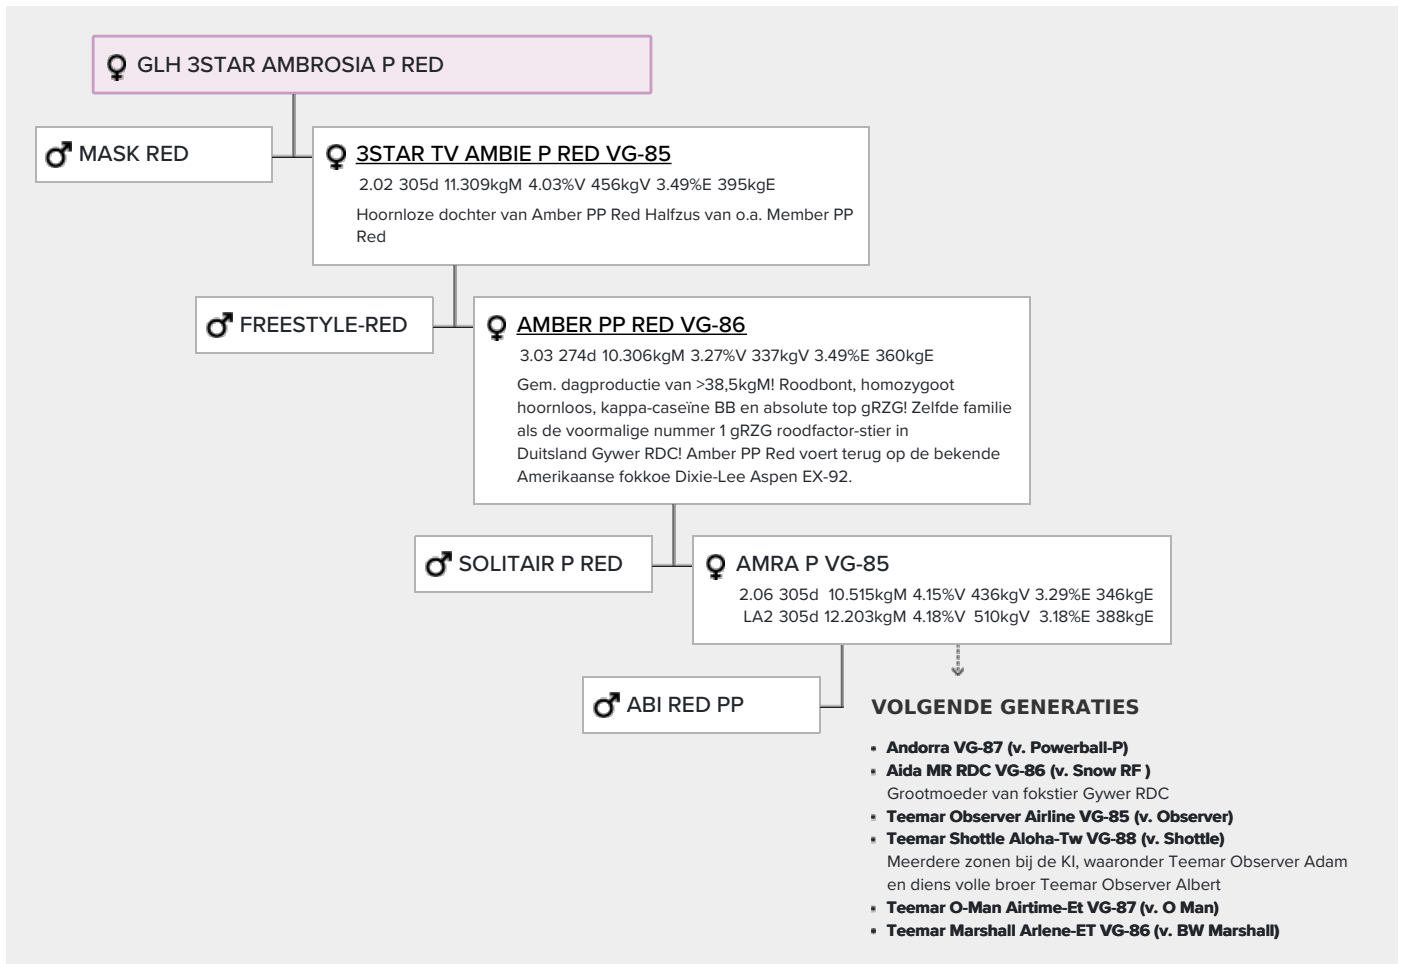 GLH 3STAR AMBROSIA P RED
MASK RED
3STAR TV AMBIE P RED VG-85
2.02 305d 11.309kgM 4.03%V 456kgV 3.49%E 395kgE
Hoornloze dochter van Amber PP Red Halfzus van o.a. Member PP
Red
FREESTYLE-RED
AMBER PP RED VG-86
3.03 274d 10.306kgM 3.27%V 337kgV 3.49%E 360kgE
Gem. dagproductie van >38,5kgM! Roodbont, homozygoot
hoornloos, kappa-caseïne BB en absolute top gRZG! Zelfde familie
als de voormalige nummer 1 gRZG roodfactor-stier in
Duitsland Gywer RDC! Amber PP Red voert terug op de bekende
Amerikaanse fokkoe Dixie-Lee Aspen EX-92.
SOLITAIR P RED
AMRA P VG-85
2.06 305d 10.515kgM 4.15%V 436kgV 3.29%E 346kgE
LA2 305d 12.203kgM 4.18%V 510kgV 3.18%E 388kgE
ABI RED PP
VOLGENDE GENERATIES
Andorra VG-87 (v. Powerball-P)
Aida MR RDC VG-86 (v. Snow RF )
Grootmoeder van fokstier Gywer RDC
Teemar Observer Airline VG-85 (v. Observer)
Teemar Shottle Aloha-Tw VG-88 (v. Shottle)
Meerdere zonen bij de KI, waaronder Teemar Observer Adam
en diens volle broer Teemar Observer Albert
Teemar O-Man Airtime-Et VG-87 (v. O Man)
Teemar Marshall Arlene-ET VG-86 (v. BW Marshall)